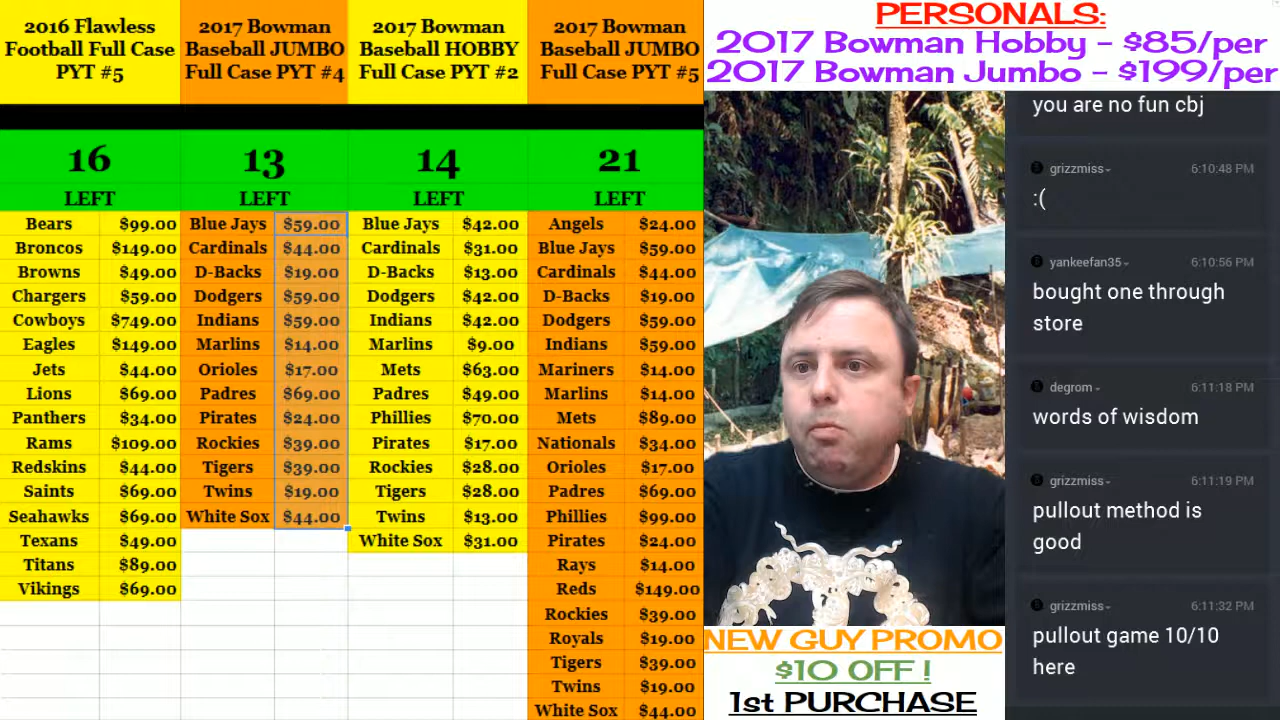 2016 Flawless
Football Full Case
PYT #5
2017 Bowman
Baseball JUMBO
Full Case PYT #4
2017 Bowman
Baseball HOBBY
Full Case PYT #2
2017 Bowman
Baseball JUMBO
Full Case PYT #5
16 13 14 21
LEFT LEFT LEFT LEFT
Bears $99.00 Blue Jays $59.00 Blue Jays $42.00 Angels $24.00
Broncos $149.00 Cardinals $44.00 Cardinals $31.00 Blue Jays $59.00
Browns $49.00 D-Backs $19.00 D-Backs $13.00 Cardinals $44.00
Chargers $59.00 Dodgers $59.00 Dodgers $42.00 D-Backs $19.00
Cowboys $749.00 Indians $59.00 Indians $42.00 Dodgers $59.00
Eagles $149.00 Marlins $14.00 Marlins $9.00 Indians $59.00
Jets $44.00 Orioles $17.00 Mets $63.00 Mariners $14.00
Lions $69.00 Padres $69.00 Padres $49.00 Marlins $14.00
Panthers $34.00 Pirates $24.00 Phillies $70.00 Mets $89.00
Rams $109.00 Rockies $39.00 Pirates $17.00 Nationals $34.00
Redskins $44.00 Tigers $39.00 Rockies $28.00 Orioles $17.00
Saints $69.00 Twins $19.00 Tigers $28.00 Padres $69.00
Seahawks $69.00 White Sox $44.00 Twins $13.00 Phillies $99.00
Texans $49.00 White Sox $31.00 Pirates $24.00
Titans $89.00 Rays $14.00
Vikings $69.00 Reds $149.00
Rockies $39.00
Royals $19.00
Tigers $39.00
Twins $19.00
White Sox $44.00
PERSONALS:
2017 Bowman Hobby - $85/per
2017 Bowman Jumbo - $199/per
NEW GUY PROMO
$10 OFF !
1st PURCHASE
you are no fun cbj
grizzmiss 6:10:48 PM
:(
yankeefan35 6:10:56 PM
bought one through
store
degrom 6:11:18 PM
words of wisdom
grizzmiss 6:11:19 PM
pullout method is
good
grizzmiss 6:11:32 PM
pullout game 10/10
here